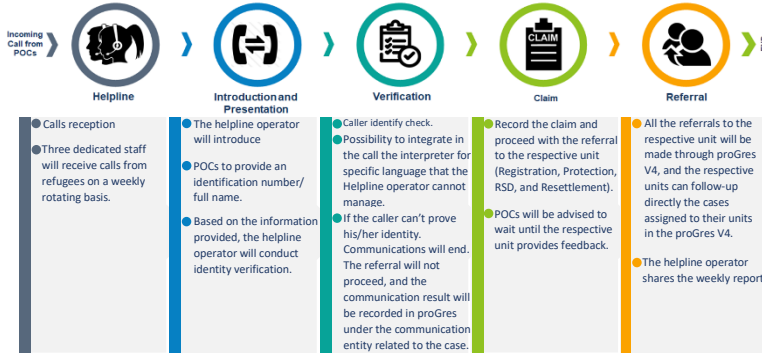 Incoming
Call from
POCs
CLAIM
Helpline
Introduction and
Presentation
Verification
Claim
Referral
Calls reception
Three dedicated staff
will receive calls from
refugees on a weekly
rotating basis.
The helpline operator
will introduce
POCs to provide an
identification number/
full name.
Based on the information
provided, the helpline
operator will conduct
identity verification.
Caller identify check.
Possibility to integrate in
the call the interpreter for
specific language that the
Helpline operator cannot
manage.
If the caller can’t prove
his/her identity.
Communications will end.
The referral will not
proceed, and the
communication result will
be recorded in proGres
under the communication
entity related to the case.
Record the claim and
proceed with the referral
to the respective unit
(Registration, Protection,
RSD, and Resettlement).
POCs will be advised to
wait until the respective
unit provides feedback.
All the referrals to the
respective unit will be
made through proGres
V4, and the respective
units can follow-up
directly the cases
assigned to their units
in the proGres V4.
The helpline operator
shares the weekly report